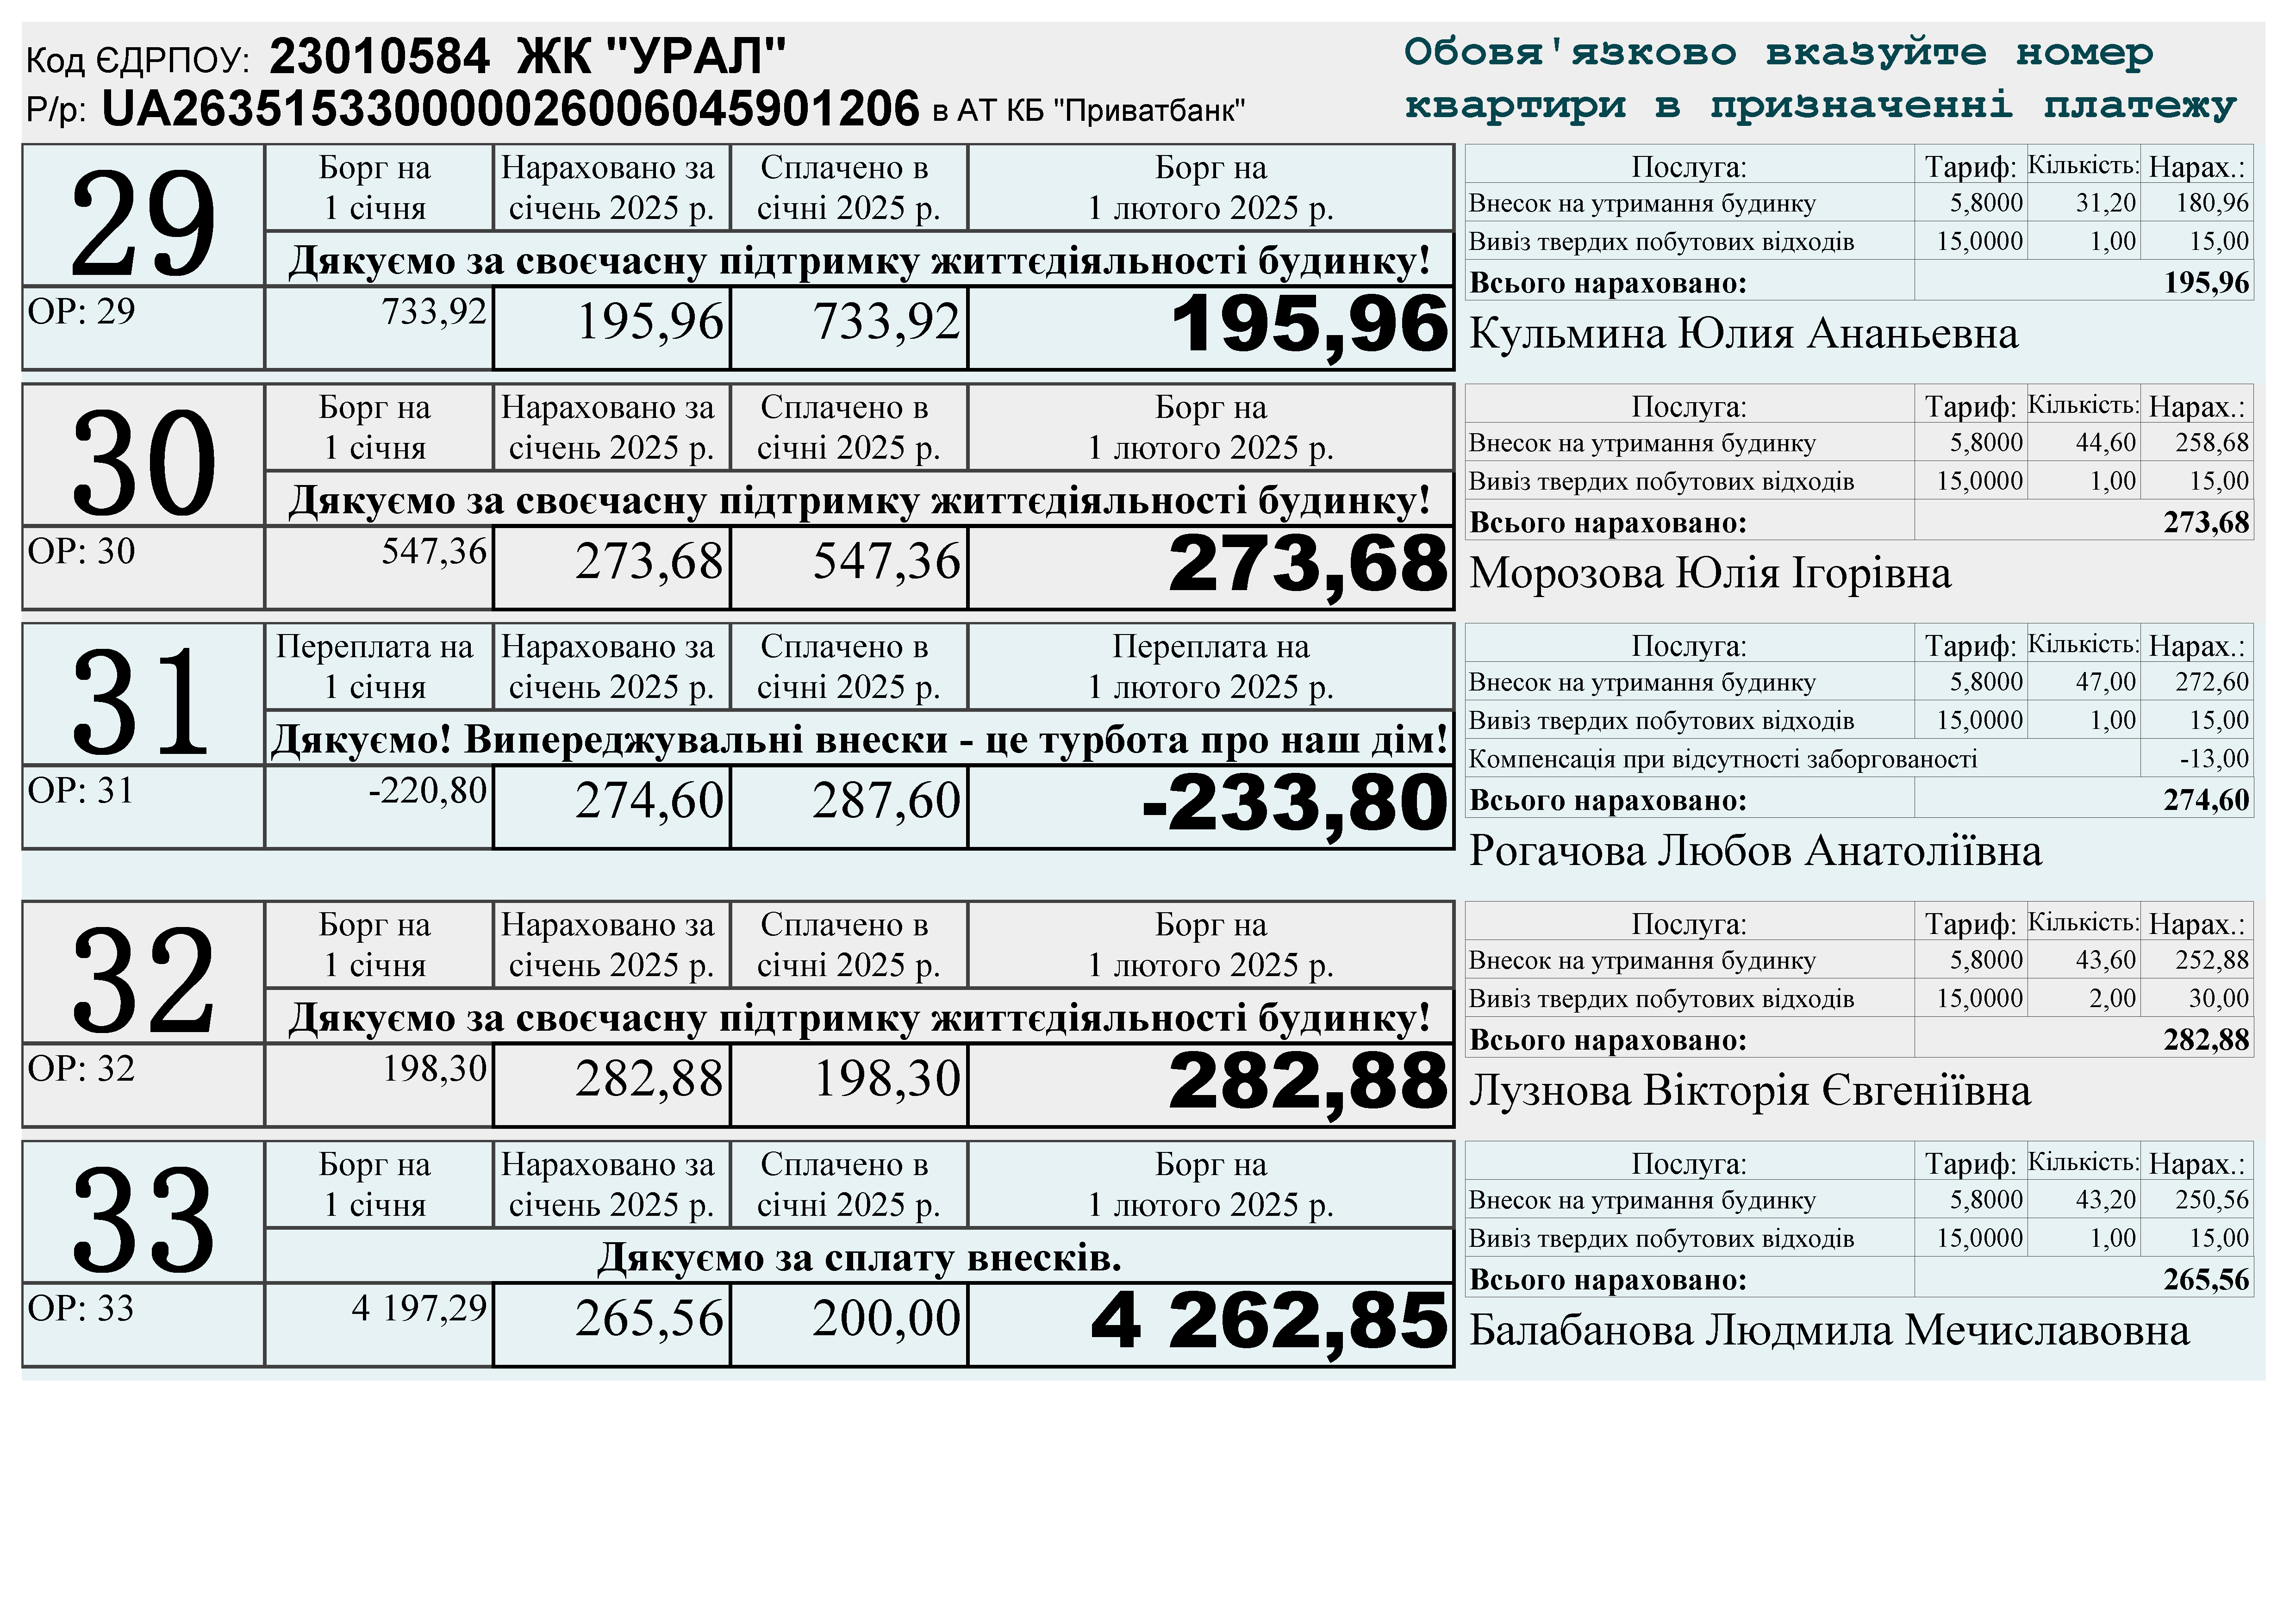 Код ЄДРПОУ: 23010584 ЖК "УРАЛ"
Р/р: UA263515330000026006045901206 в АТ КБ "Приватбанк"
Обовя'язково вказуйте номер
квартири в призначенні платежу
29
Борг на
1 січня
Нараховано за
січень 2025 р.
Сплачено в
січні 2025 р.
Борг на
1 лютого 2025 р.
Дякуємо за своєчасну підтримку життєдіяльності будинку!
ОР: 29 733,92 195,96 733,92 195,96
Послуга: Тариф: Кількість: Нарах.:
Внесок на утримання будинку 5,8000 31,20 180,96
Вивіз твердих побутових відходів 15,0000 1,00 15,00
Всього нараховано: 195,96
Кульмина Юлия Ананьевна
30
Борг на
1 січня
Нараховано за
січень 2025 р.
Сплачено в
січні 2025 р.
Борг на
1 лютого 2025 р.
Дякуємо за своєчасну підтримку життєдіяльності будинку!
ОР: 30 547,36 273,68 547,36 273,68
Послуга: Тариф: Кількість: Нарах.:
Внесок на утримання будинку 5,8000 44,60 258,68
Вивіз твердих побутових відходів 15,0000 1,00 15,00
Всього нараховано: 273,68
Морозова Юлія Ігорівна
31
Переплата на
1 січня
Нараховано за
січень 2025 р.
Сплачено в
січні 2025 р.
Переплата на
1 лютого 2025 р.
Дякуємо! Випереджувальні внески - це турбота про наш дім!
ОР: 31 -220,80 274,60 287,60 -233,80
Послуга: Тариф: Кількість: Нарах.:
Внесок на утримання будинку 5,8000 47,00 272,60
Вивіз твердих побутових відходів 15,0000 1,00 15,00
Компенсація при відсутності заборгованості -13,00
Всього нараховано: 274,60
Рогачова Любов Анатоліївна
32
Борг на
1 січня
Нараховано за
січень 2025 р.
Сплачено в
січні 2025 р.
Борг на
1 лютого 2025 р.
Дякуємо за своєчасну підтримку життєдіяльності будинку!
ОР: 32 198,30 282,88 198,30 282,88
Послуга: Тариф: Кількість: Нарах.:
Внесок на утримання будинку 5,8000 43,60 252,88
Вивіз твердих побутових відходів 15,0000 2,00 30,00
Всього нараховано: 282,88
Лузнова Вікторія Євгеніївна
33
Борг на
1 січня
Нараховано за
січень 2025 р.
Сплачено в
січні 2025 р.
Борг на
1 лютого 2025 р.
Дякуємо за сплату внесків.
ОР: 33 4 197,29 265,56 200,00 4 262,85
Послуга: Тариф: Кількість: Нарах.:
Внесок на утримання будинку 5,8000 43,20 250,56
Вивіз твердих побутових відходів 15,0000 1,00 15,00
Всього нараховано: 265,56
Балабанова Людмила Мечиславовна